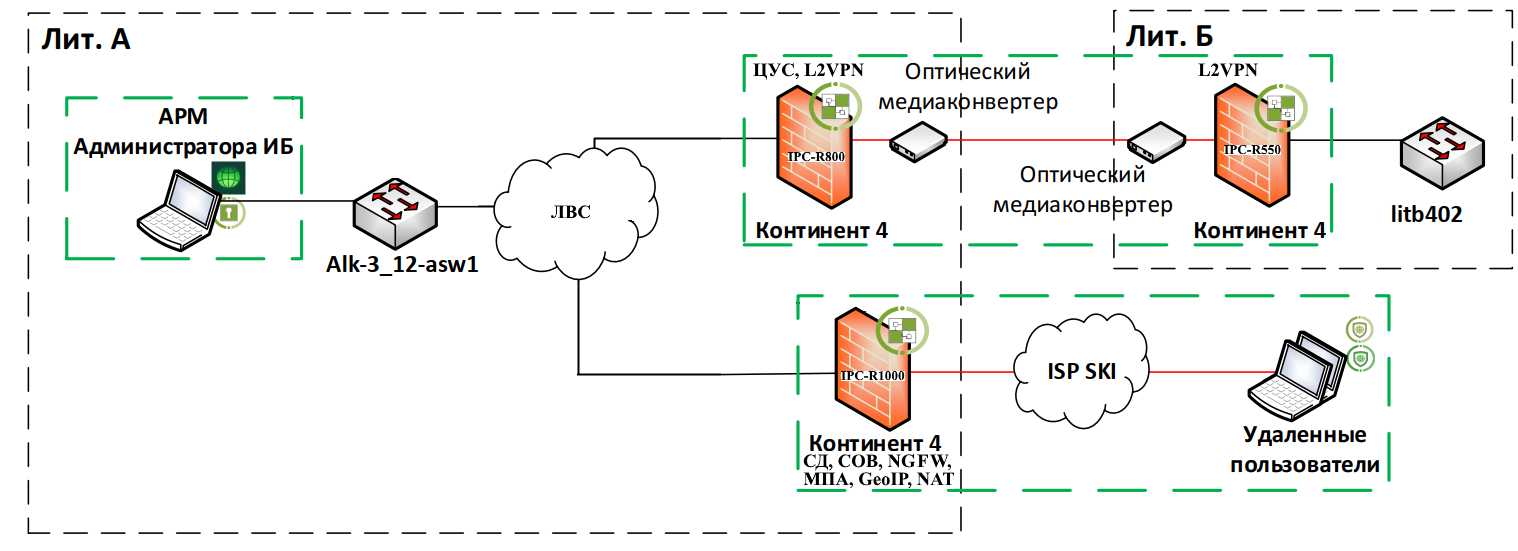 Лит. А
Лит. Б
ЦУС, L2VPN
Оптический
медиаконвертер
L2VPN
АРМ
Администратора ИБ
IPC-R800
IPC-R550
Оптический
медиаконвертер
ЛВС
litb402
Континент 4
Континент 4
Alk-3_12-asw1
IPC-R1000
ISP SKI
Континент 4
СД, СОВ, NGFW,
МПА, GeoIP, NAT
Удаленные
пользователи